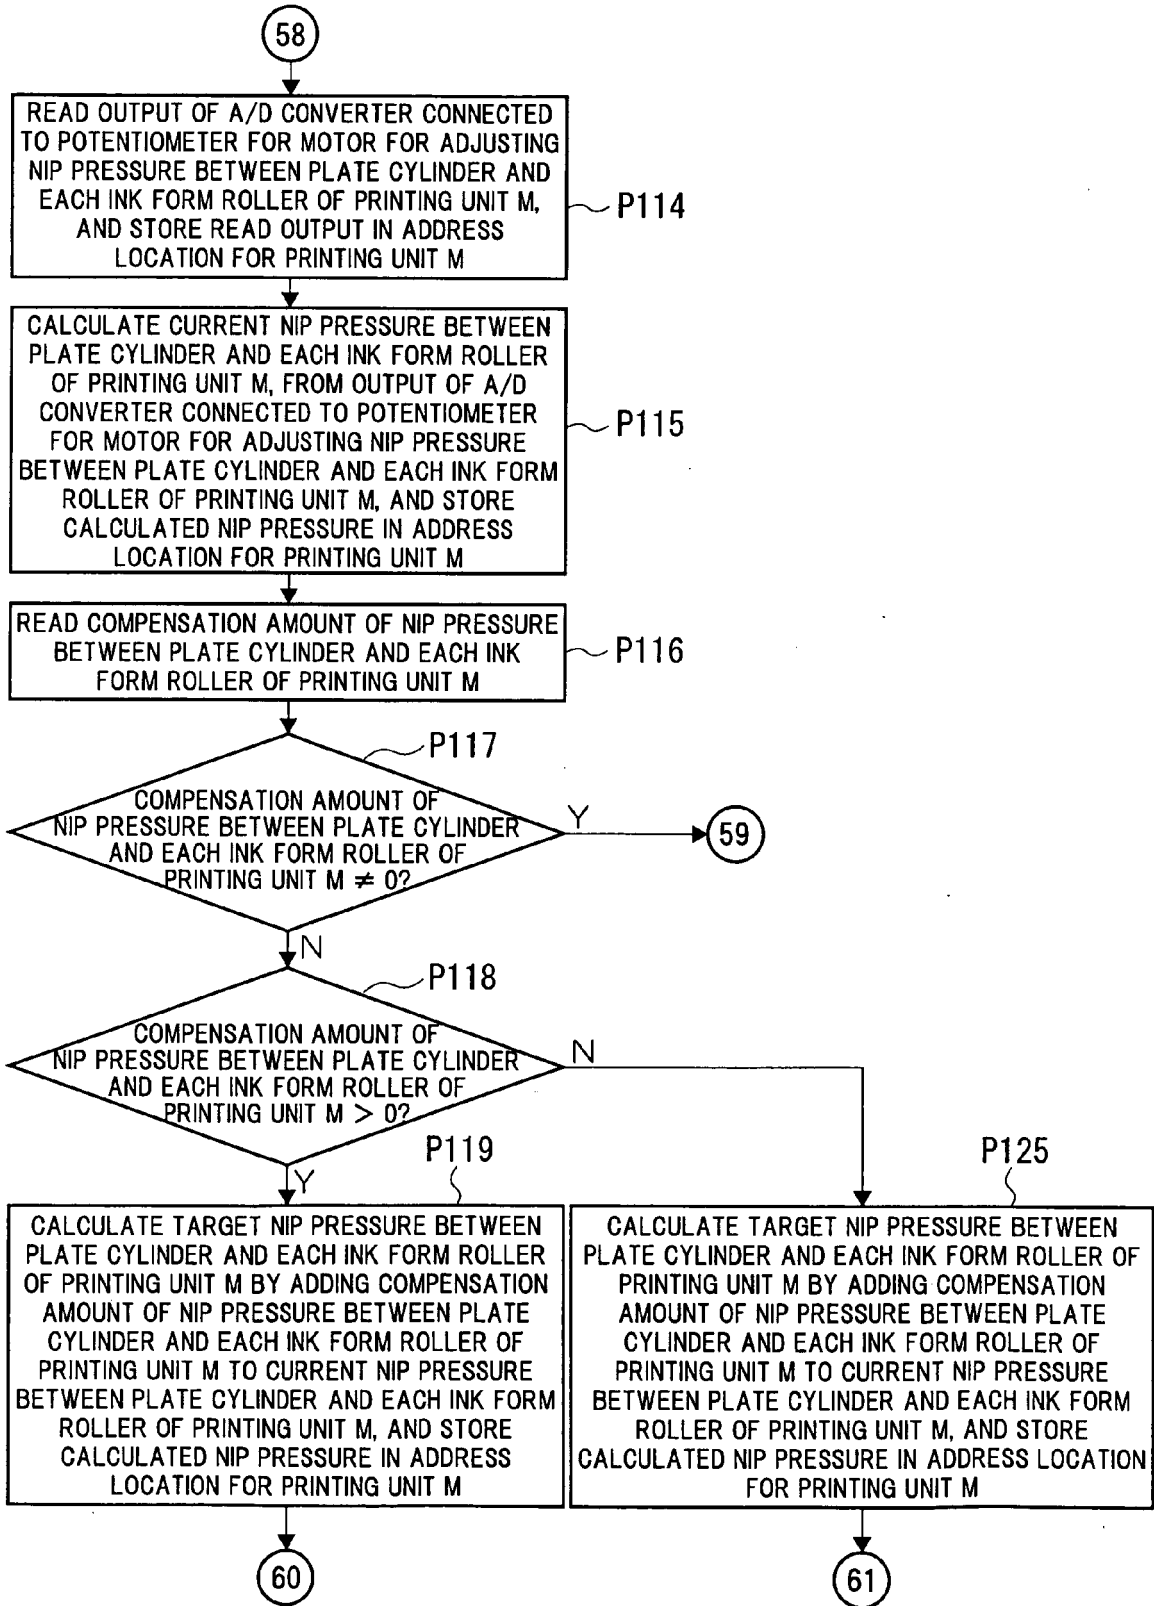 58
READ OUTPUT OF A/D CONVERTER CONNECTED
TO POTENTIOMETER FOR MOTOR FOR ADJUSTING
NIP PRESSURE BETWEEN PLATE CYLINDER AND
EACH INK FORM ROLLER OF PRINTING UNIT M,
AND STORE READ OUTPUT IN ADDRESS
LOCATION FOR PRINTING UNIT M
P114
CALCULATE CURRENT NIP PRESSURE BETWEEN
PLATE CYLINDER AND EACH INK FORM ROLLER
OF PRINTING UNIT M, FROM OUTPUT OF A/D
CONVERTER CONNECTED TO POTENTIOMETER
FOR MOTOR FOR ADJUSTING NIP PRESSURE
BETWEEN PLATE CYLINDER AND EACH INK FORM
ROLLER OF PRINTING UNIT M, AND STORE
CALCULATED NIP PRESSURE IN ADDRESS
LOCATION FOR PRINTING UNIT M
P115
READ COMPENSATION AMOUNT OF NIP PRESSURE
BETWEEN PLATE CYLINDER AND EACH INK
FORM ROLLER OF PRINTING UNIT M
P116
P117
COMPENSATION AMOUNT OF
NIP PRESSURE BETWEEN PLATE CYLINDER
AND EACH INK FORM ROLLER OF
PRINTING UNIT M ≠ 0?
Y
59
N
P118
COMPENSATION AMOUNT OF
NIP PRESSURE BETWEEN PLATE CYLINDER
AND EACH INK FORM ROLLER OF
PRINTING UNIT M > 0?
N
Y
P119
CALCULATE TARGET NIP PRESSURE BETWEEN
PLATE CYLINDER AND EACH INK FORM ROLLER
OF PRINTING UNIT M BY ADDING COMPENSATION
AMOUNT OF NIP PRESSURE BETWEEN PLATE
CYLINDER AND EACH INK FORM ROLLER OF
PRINTING UNIT M TO CURRENT NIP PRESSURE
BETWEEN PLATE CYLINDER AND EACH INK FORM
ROLLER OF PRINTING UNIT M, AND STORE
CALCULATED NIP PRESSURE IN ADDRESS
LOCATION FOR PRINTING UNIT M
60
P125
CALCULATE TARGET NIP PRESSURE BETWEEN
PLATE CYLINDER AND EACH INK FORM ROLLER OF
PRINTING UNIT M BY ADDING COMPENSATION
AMOUNT OF NIP PRESSURE BETWEEN PLATE
CYLINDER AND EACH INK FORM ROLLER OF
PRINTING UNIT M TO CURRENT NIP PRESSURE
BETWEEN PLATE CYLINDER AND EACH INK FORM
ROLLER OF PRINTING UNIT M, AND STORE
CALCULATED NIP PRESSURE IN ADDRESS LOCATION
FOR PRINTING UNIT M
61